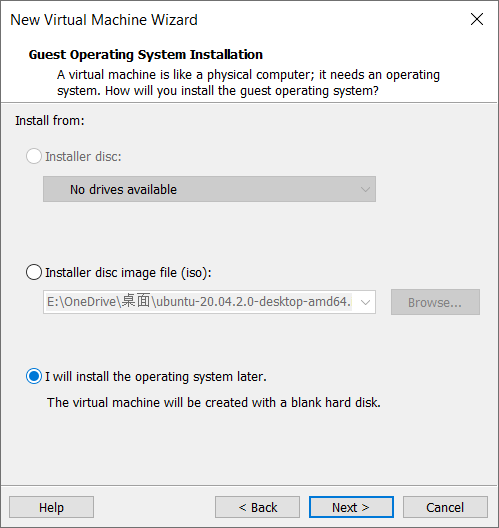 New Virtual Machine Wizard
Guest Operating System Installation
A virtual machine is like a physical computer; it needs an operating
system. How will you install the guest operating system?
Install from:
Installer disc:
No drives available
Installer disc image file (iso):
E:\OneDrive\桌面\ubuntu-20.04.2.0-desktop-amd64.
Browse...
I will install the operating system later.
The virtual machine will be created with a blank hard disk.
Help
< Back
Next >
Cancel